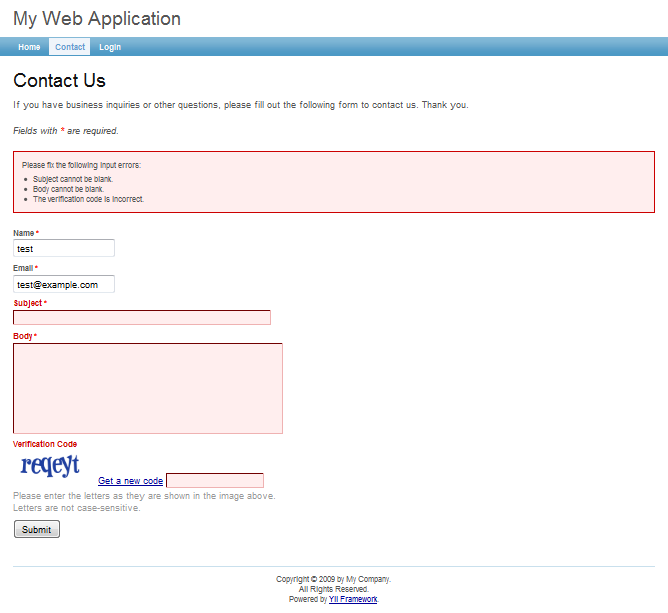 My Web Application
Home Contact Login
Contact Us
If you have business inquiries or other questions, please fill out the following form to contact us. Thank you.
Fields with * are required.
Please fix the following input errors:
• Subject cannot be blank.
• Body cannot be blank.
• The verification code is incorrect.
Name *
test
Email *
test@example.com
Subject *
Body *
Verification Code
reqeyt
Get a new code
Please enter the letters as they are shown in the image above.
Letters are not case-sensitive.
Submit
Copyright © 2009 by My Company.
All Rights Reserved.
Powered by Yii Framework.